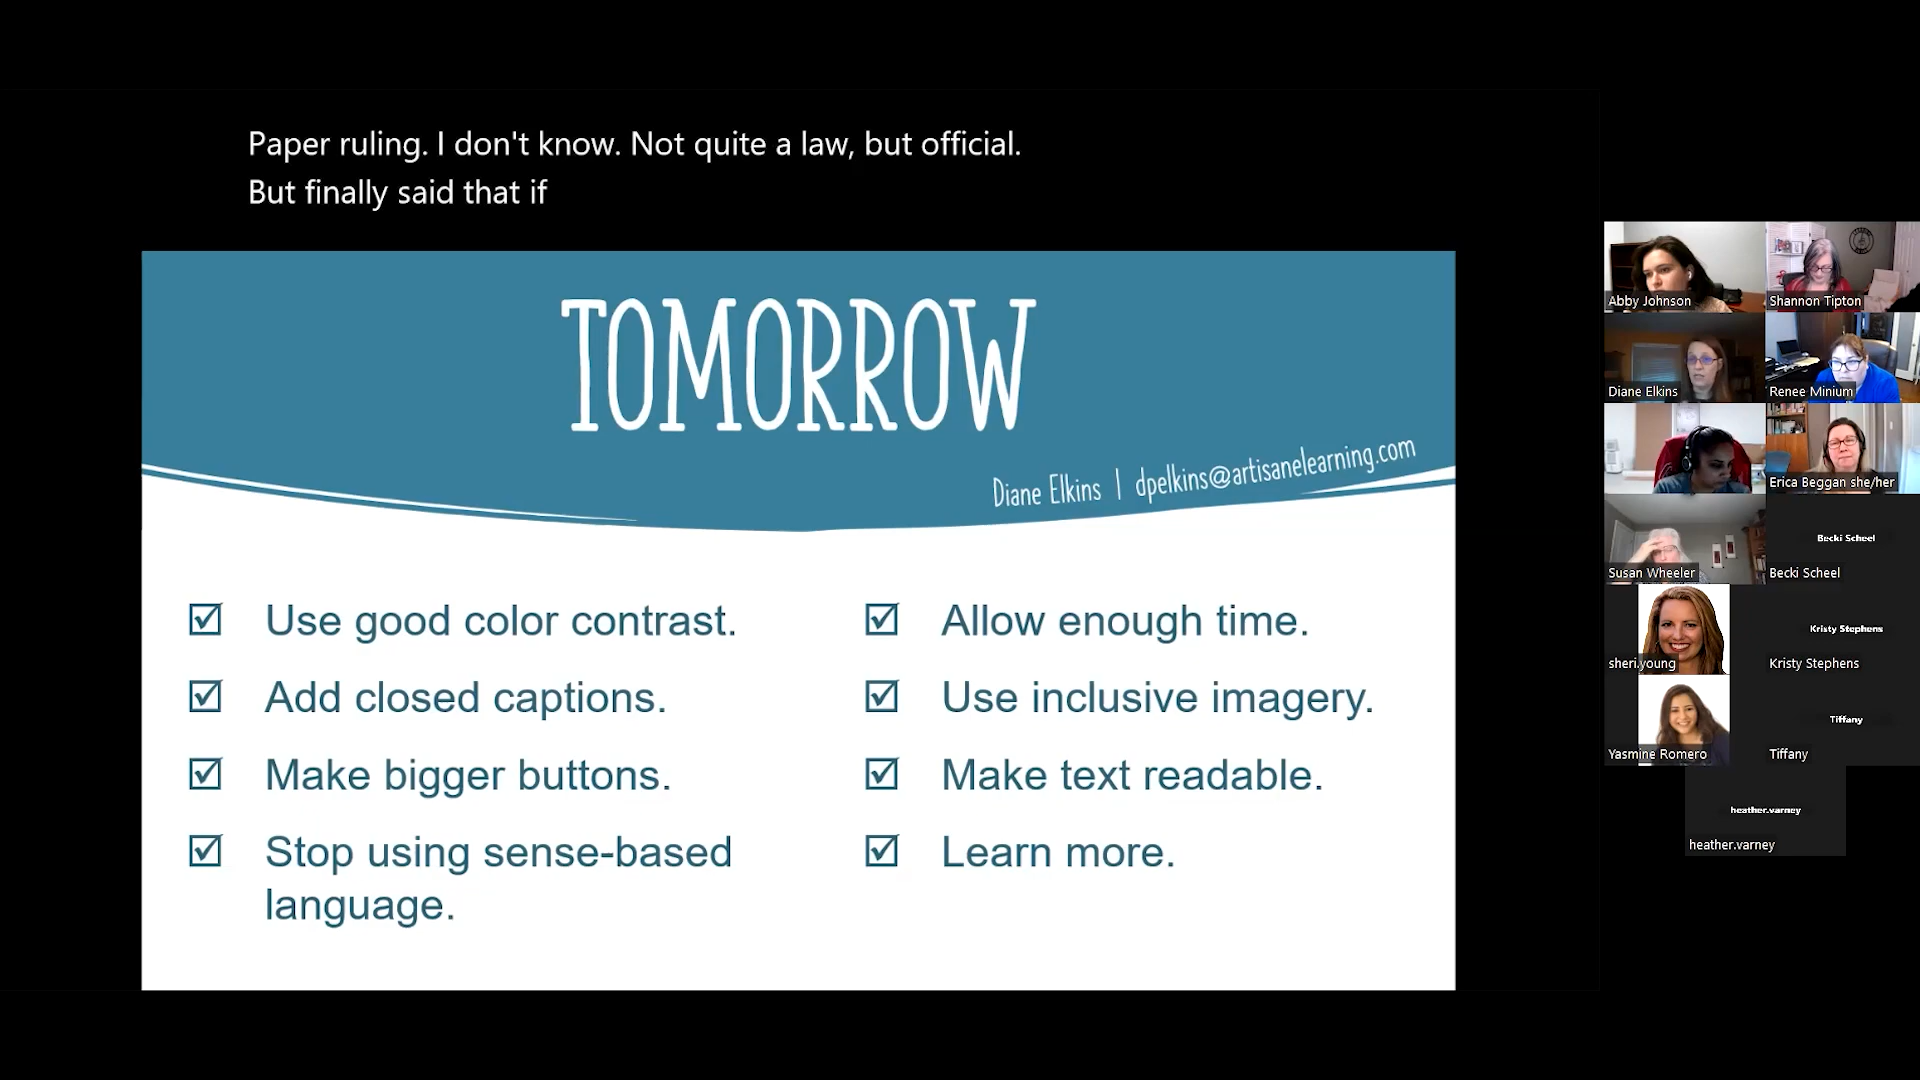 Paper ruling. I don't know. Not quite a law, but official.
But finally said that if
TOMORROW
Diane Elkins | dpelkins@artisanelearning.com
☑ Use good color contrast.
☑ Add closed captions.
☑ Make bigger buttons.
☑ Stop using sense-based
language.
☑ Allow enough time.
☑ Use inclusive imagery.
☑ Make text readable.
☑ Learn more.
Abby Johnson
Shannon Tipton
Diane Elkins
Renee Minium
Erica Beggan she/her
Susan Wheeler
Becki Scheel
Becki Scheel
sheri.young
Kristy Stephens
Kristy Stephens
Yasmine Romero
Tiffany
Tiffany
heather.varney
heather.varney